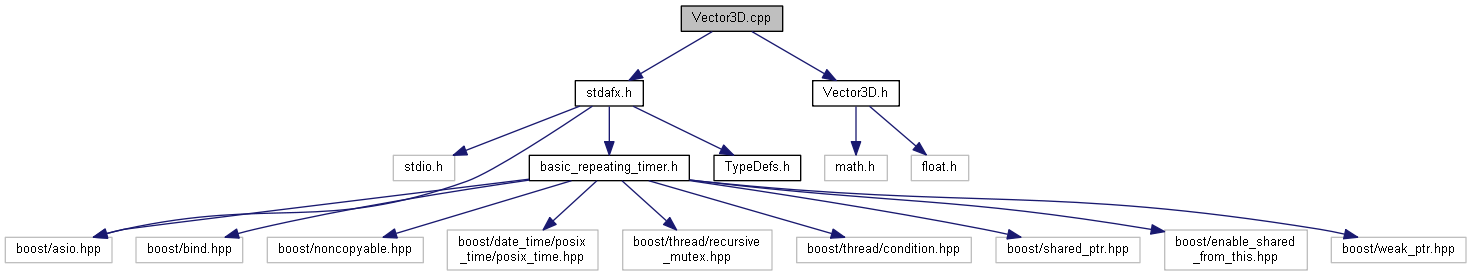 Vector3D.cpp
stdafx.h
Vector3D.h
stdio.h
basic_repeating_timer.h
TypeDefs.h
math.h
float.h
boost/asio.hpp
boost/bind.hpp
boost/noncopyable.hpp
boost/date_time/posix
_time/posix_time.hpp
boost/thread/recursive
_mutex.hpp
boost/thread/condition.hpp
boost/shared_ptr.hpp
boost/enable_shared
_from_this.hpp
boost/weak_ptr.hpp